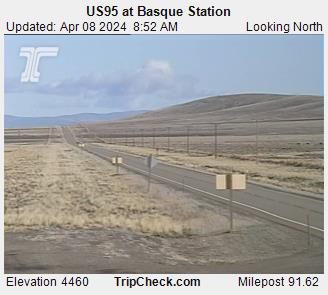 US95 at Basque Station
Updated: Apr 08 2024 8:52 AM Looking North
Elevation 4460 TripCheck.com Milepost 91.62